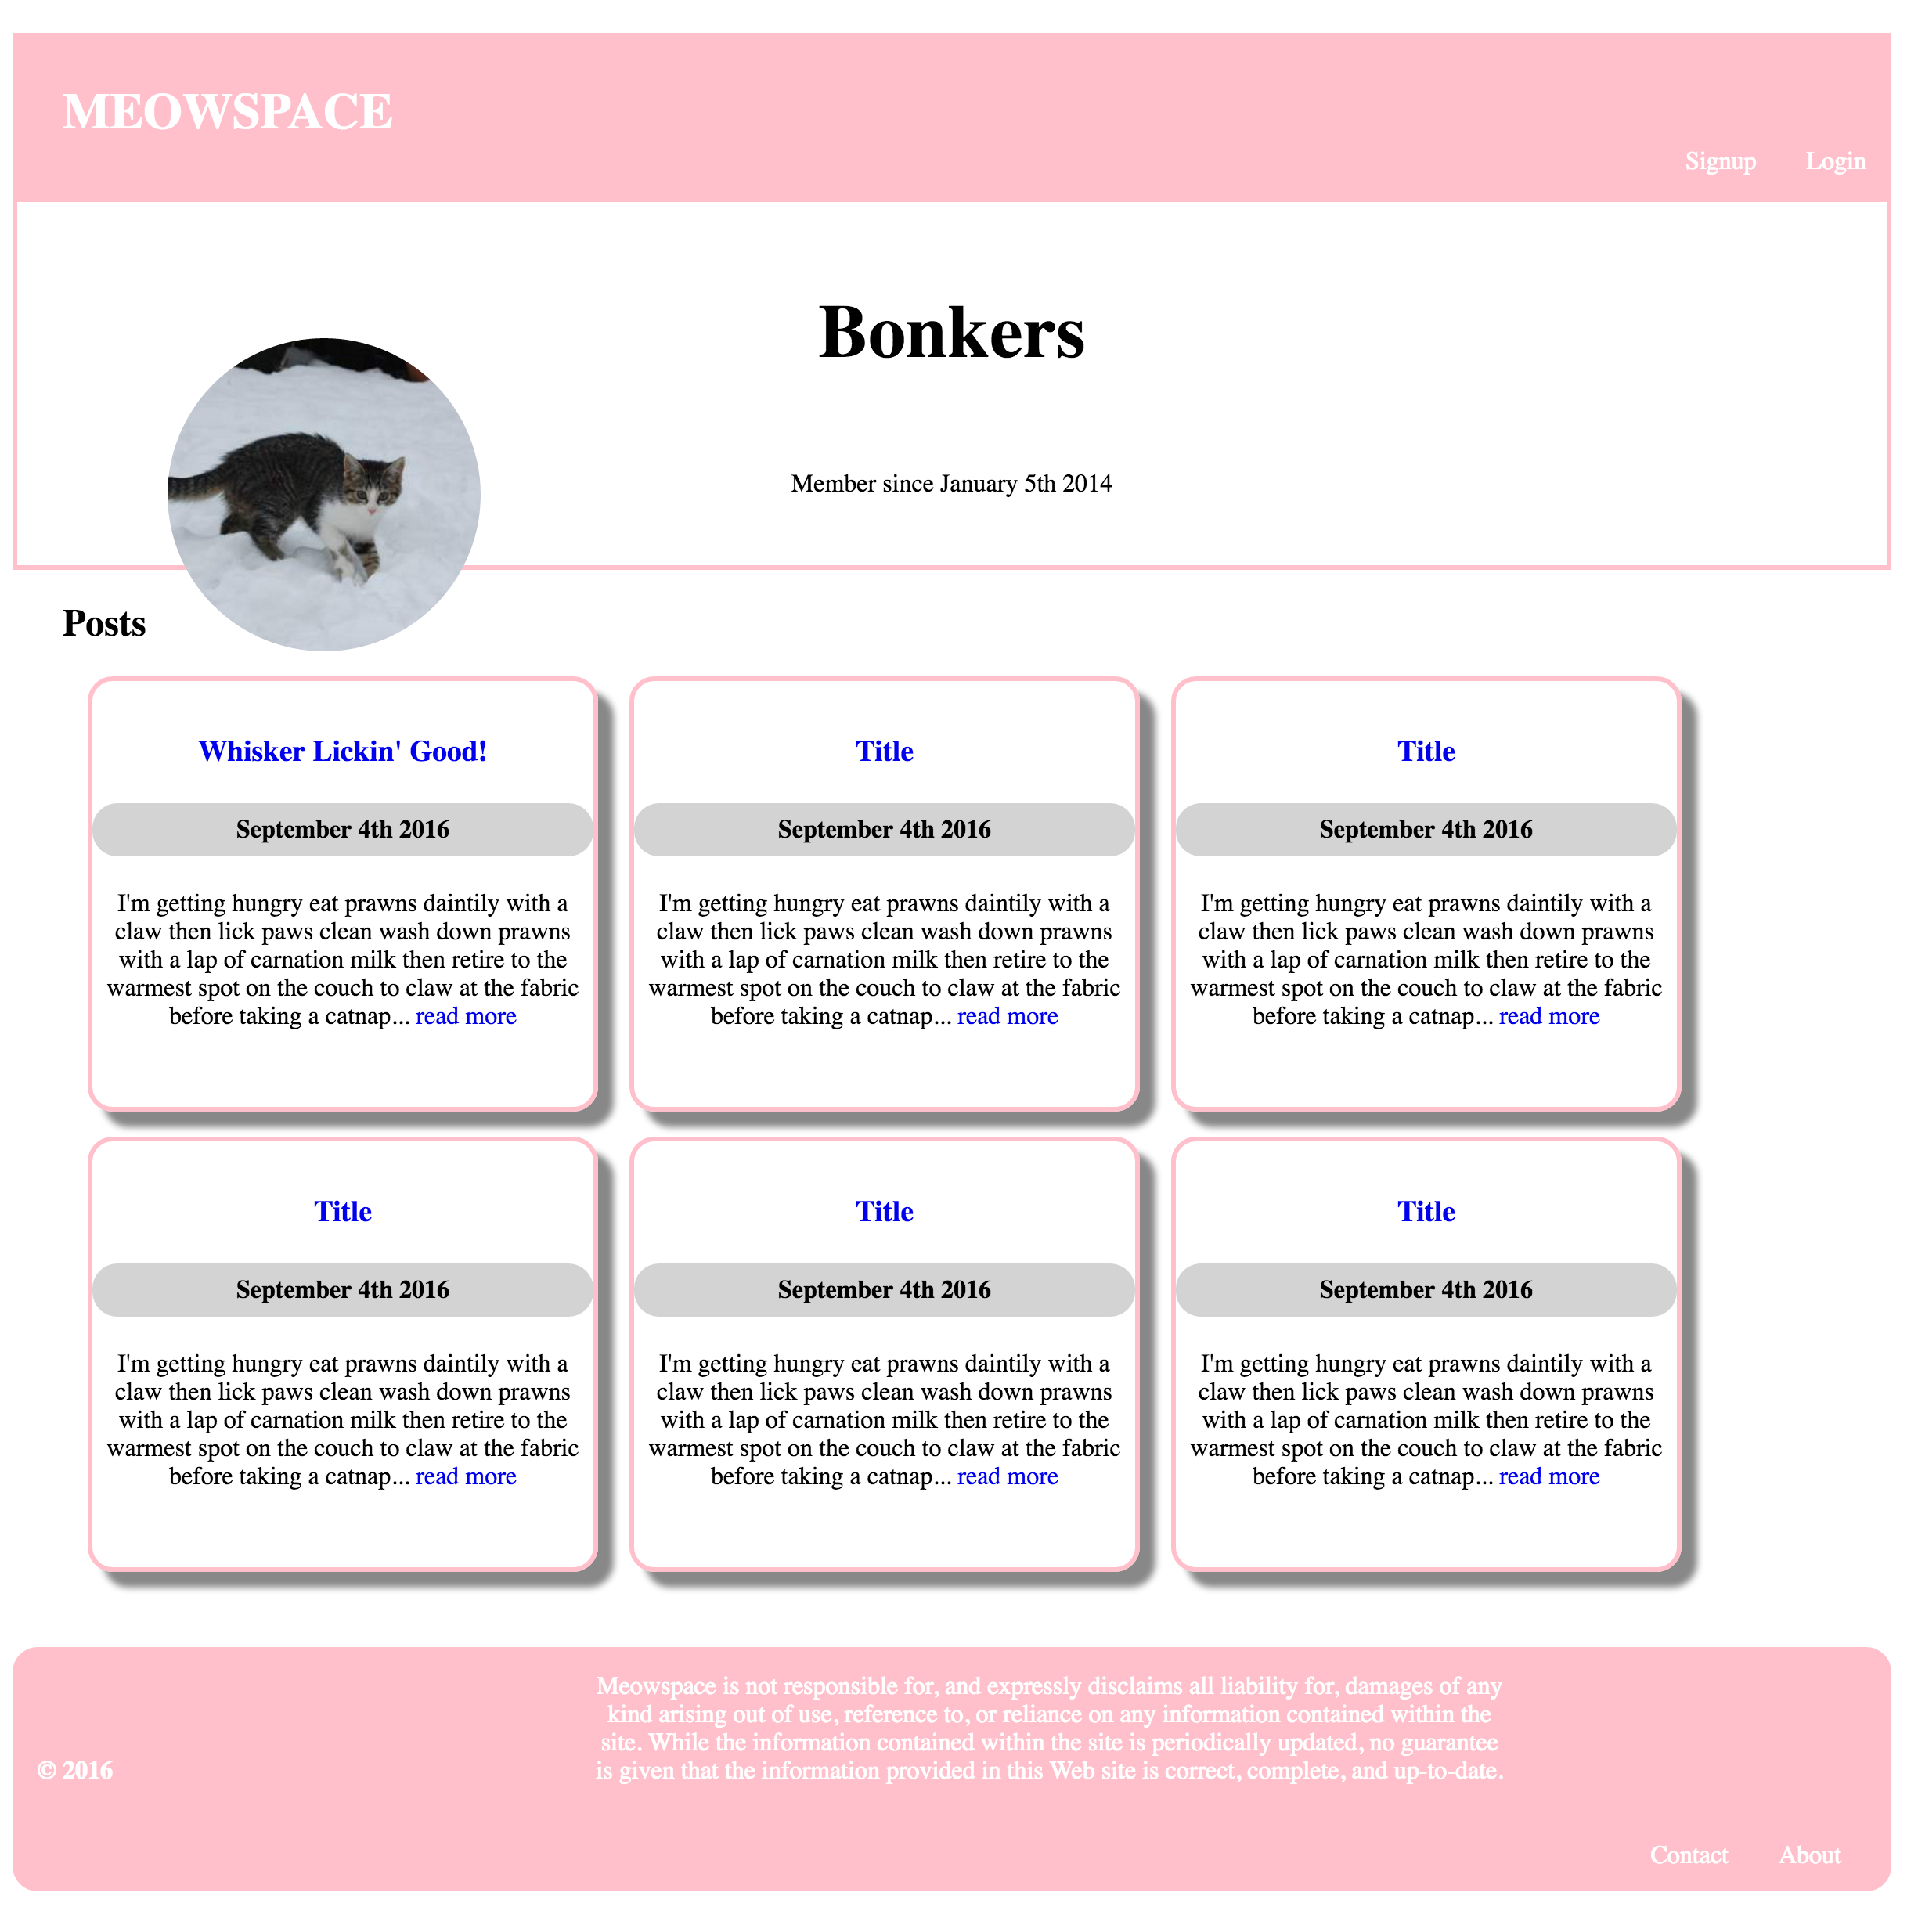 MEOWSPACE
Signup Login
Bonkers
Member since January 5th 2014
Posts
Whisker Lickin' Good!
September 4th 2016
I'm getting hungry eat prawns daintily with a
claw then lick paws clean wash down prawns
with a lap of carnation milk then retire to the
warmest spot on the couch to claw at the fabric
before taking a catnap... read more
Title
September 4th 2016
I'm getting hungry eat prawns daintily with a
claw then lick paws clean wash down prawns
with a lap of carnation milk then retire to the
warmest spot on the couch to claw at the fabric
before taking a catnap... read more
Title
September 4th 2016
I'm getting hungry eat prawns daintily with a
claw then lick paws clean wash down prawns
with a lap of carnation milk then retire to the
warmest spot on the couch to claw at the fabric
before taking a catnap... read more
Title
September 4th 2016
I'm getting hungry eat prawns daintily with a
claw then lick paws clean wash down prawns
with a lap of carnation milk then retire to the
warmest spot on the couch to claw at the fabric
before taking a catnap... read more
Title
September 4th 2016
I'm getting hungry eat prawns daintily with a
claw then lick paws clean wash down prawns
with a lap of carnation milk then retire to the
warmest spot on the couch to claw at the fabric
before taking a catnap... read more
Title
September 4th 2016
I'm getting hungry eat prawns daintily with a
claw then lick paws clean wash down prawns
with a lap of carnation milk then retire to the
warmest spot on the couch to claw at the fabric
before taking a catnap... read more
© 2016
Meowspace is not responsible for, and expressly disclaims all liability for, damages of any
kind arising out of use, reference to, or reliance on any information contained within the
site. While the information contained within the site is periodically updated, no guarantee
is given that the information provided in this Web site is correct, complete, and up-to-date.
Contact About